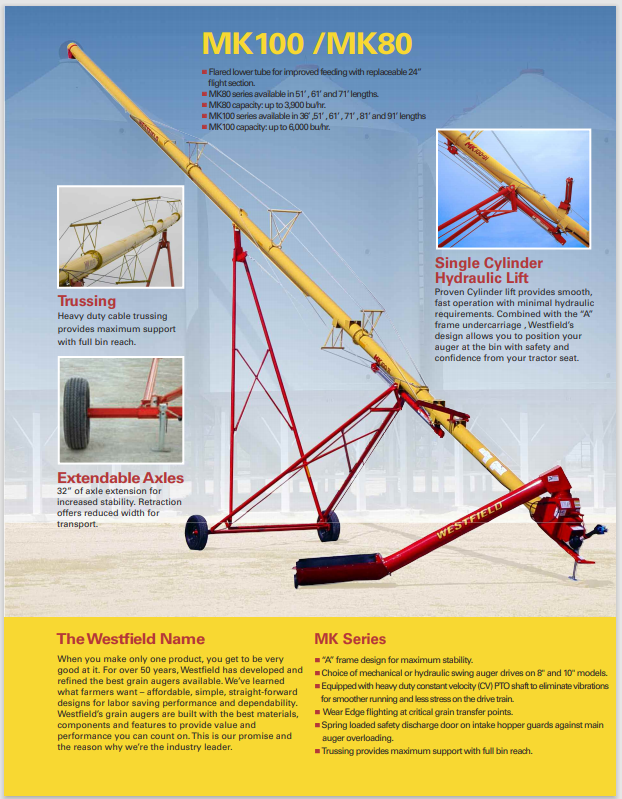 MK100 /MK80
Flared lower tube for improved feeding with replaceable 24"
flight section.
MK80 series available in 51' , 61' and 71' lengths.
MK80 capacity: up to 3,900 bu/hr.
MK100 series available in 36' ,51' , 61' , 71' , 81' and 91' lengths
MK100 capacity: up to 6,000 bu/hr.
WESTFIELD
MK100-61
Trussing
Heavy duty cable trussing
provides maximum support
with full bin reach.
Single Cylinder
Hydraulic Lift
Proven Cylinder lift provides smooth,
fast operation with minimal hydraulic
requirements. Combined with the "A"
frame undercarriage , Westfield's
design allows you to position your
auger at the bin with safety and
confidence from your tractor seat.
Extendable Axles
32" of axle extension for
increased stability. Retraction
offers reduced width for
transport.
WESTFIELD
The Westfield Name
When you make only one product, you get to be very
good at it. For over 50 years, Westfield has developed and
refined the best grain augers available. We've learned
what farmers want – affordable, simple, straight-forward
designs for labor saving performance and dependability.
Westfield's grain augers are built with the best materials,
components and features to provide value and
performance you can count on. This is our promise and
the reason why we're the industry leader.
MK Series
"A" frame design for maximum stability.
Choice of mechanical or hydraulic swing auger drives on 8" and 10" models.
Equipped with heavy duty constant velocity (CV) PTO shaft to eliminate vibrations
for smoother running and less stress on the drive train.
Wear Edge flighting at critical grain transfer points.
Spring loaded safety discharge door on intake hopper guards against main
auger overloading.
Trussing provides maximum support with full bin reach.